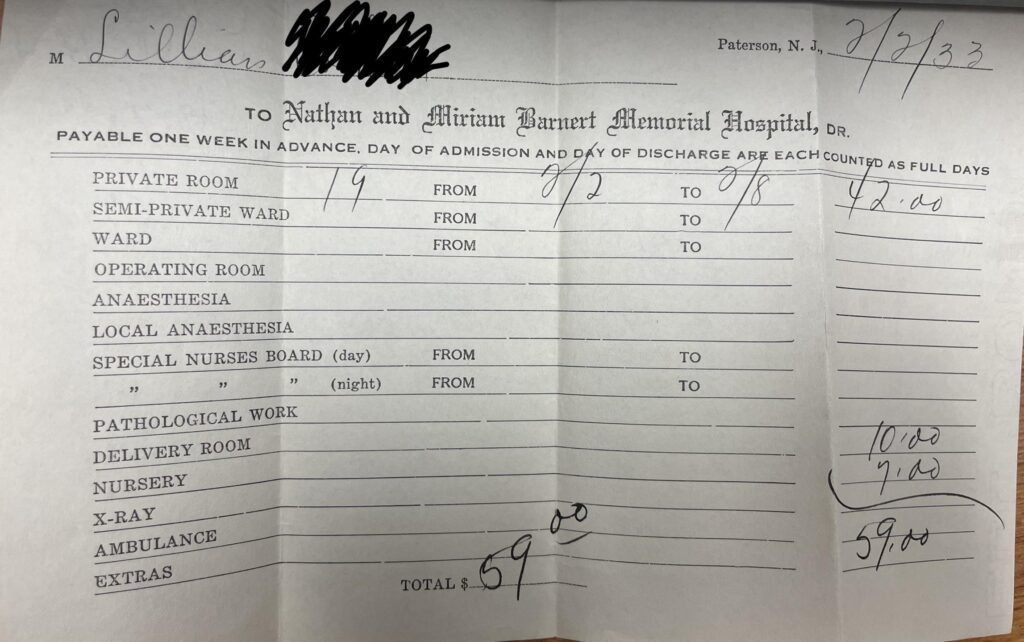 M Lillian
Paterson, N. J., 2/2/33
TO Nathan and Miriam Barnert Memorial Hospital, DR.
PAYABLE ONE WEEK IN ADVANCE. DAY OF ADMISSION AND DAY OF DISCHARGE ARE EACH COUNTED AS FULL DAYS
PRIVATE ROOM 19 FROM 2/2 TO 2/8 42.00
SEMI-PRIVATE WARD FROM TO
WARD FROM TO
OPERATING ROOM
ANAESTHESIA
LOCAL ANAESTHESIA
SPECIAL NURSES BOARD (day) FROM TO
" " " (night) FROM TO
PATHOLOGICAL WORK
DELIVERY ROOM 10.00
NURSERY 7.00
X-RAY
AMBULANCE 59.00
EXTRAS TOTAL $ 59 00